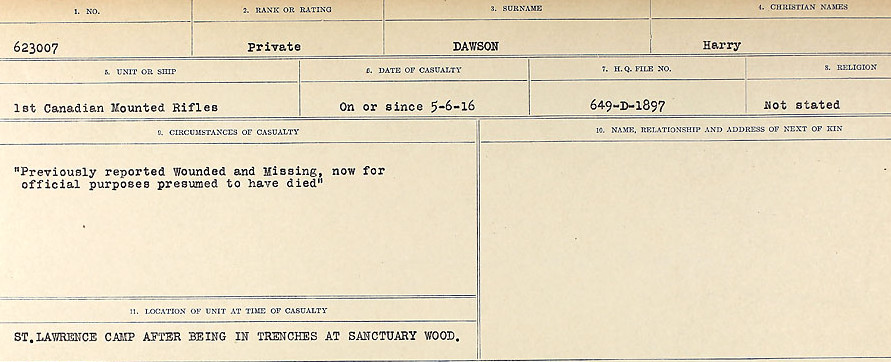 1. NO. 2. RANK OR RATING 3. SURNAME 4. CHRISTIAN NAMES
623007 Private DAWSON Harry
5. UNIT OR SHIP 6. DATE OF CASUALTY 7. H.Q. FILE NO. 8. RELIGION
1st Canadian Mounted Rifles On or since 5-6-16 649-D-1897 Not stated
9. CIRCUMSTANCES OF CASUALTY
"Previously reported Wounded and Missing, now for
official purposes presumed to have died"
10. NAME, RELATIONSHIP AND ADDRESS OF NEXT OF KIN
11. LOCATION OF UNIT AT TIME OF CASUALTY
ST.LAWRENCE CAMP AFTER BEING IN TRENCHES AT SANCTUARY WOOD.